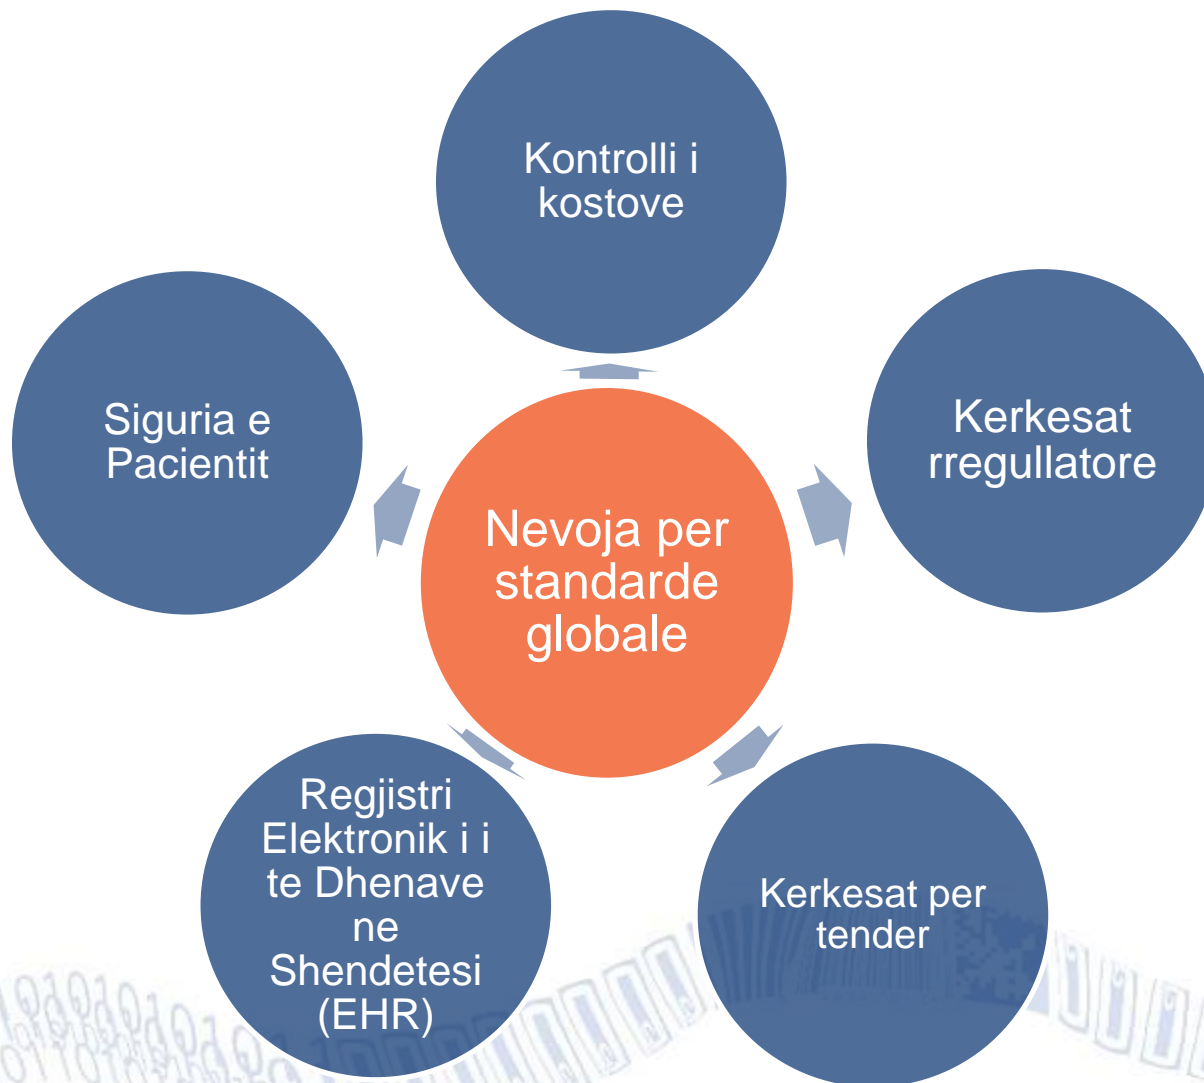 Kontrolli i
kostove
Siguria e
Pacientit
Kerkesat
rregullatore
Nevoja per
standarde
globale
Regjistri
Elektronik i i
te Dhenave
ne
Shendetesi
(EHR)
Kerkesat per
tender